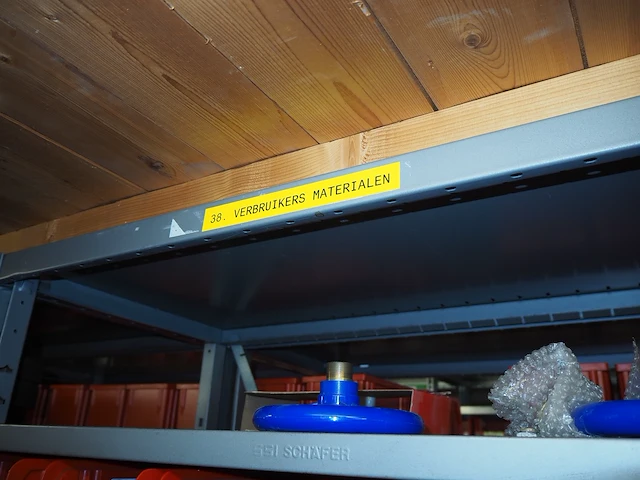 38. VERBRUIKERS MATERIALEN
SSI SCHÄFER